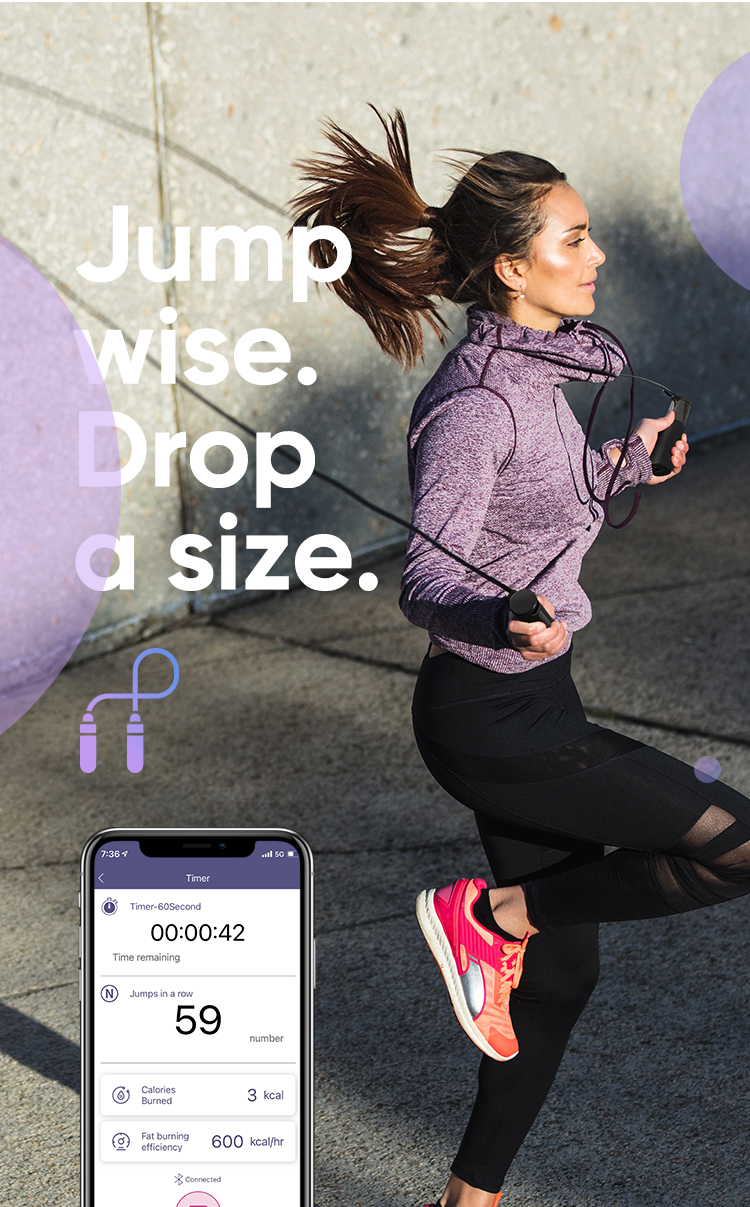 Jump
wise.
Drop
a size.
7:36
5G
Timer
Timer-60Second
00:00:42
Time remaining
N
Jumps in a row
59
number
Calories
Burned
3 kcal
Fat burning
efficiency
600 kcal/hr
Connected